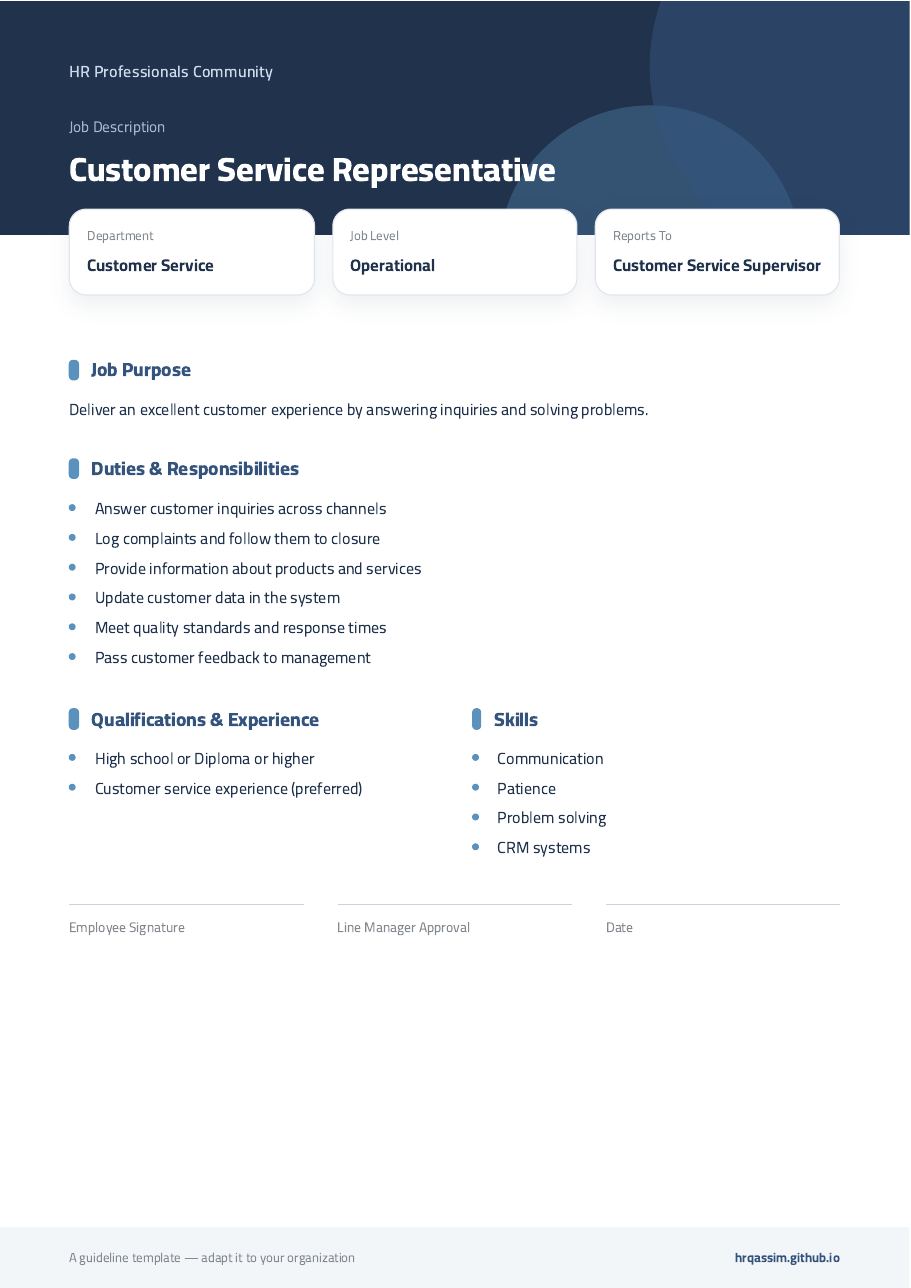 HR Professionals Community
Job Description
Customer Service Representative
Department
Customer Service
Job Level
Operational
Reports To
Customer Service Supervisor
Job Purpose
Deliver an excellent customer experience by answering inquiries and solving problems.
Duties & Responsibilities
Answer customer inquiries across channels
Log complaints and follow them to closure
Provide information about products and services
Update customer data in the system
Meet quality standards and response times
Pass customer feedback to management
Qualifications & Experience
High school or Diploma or higher
Customer service experience (preferred)
Skills
Communication
Patience
Problem solving
CRM systems
Employee Signature
Line Manager Approval
Date
A guideline template — adapt it to your organization
hrqassim.github.io